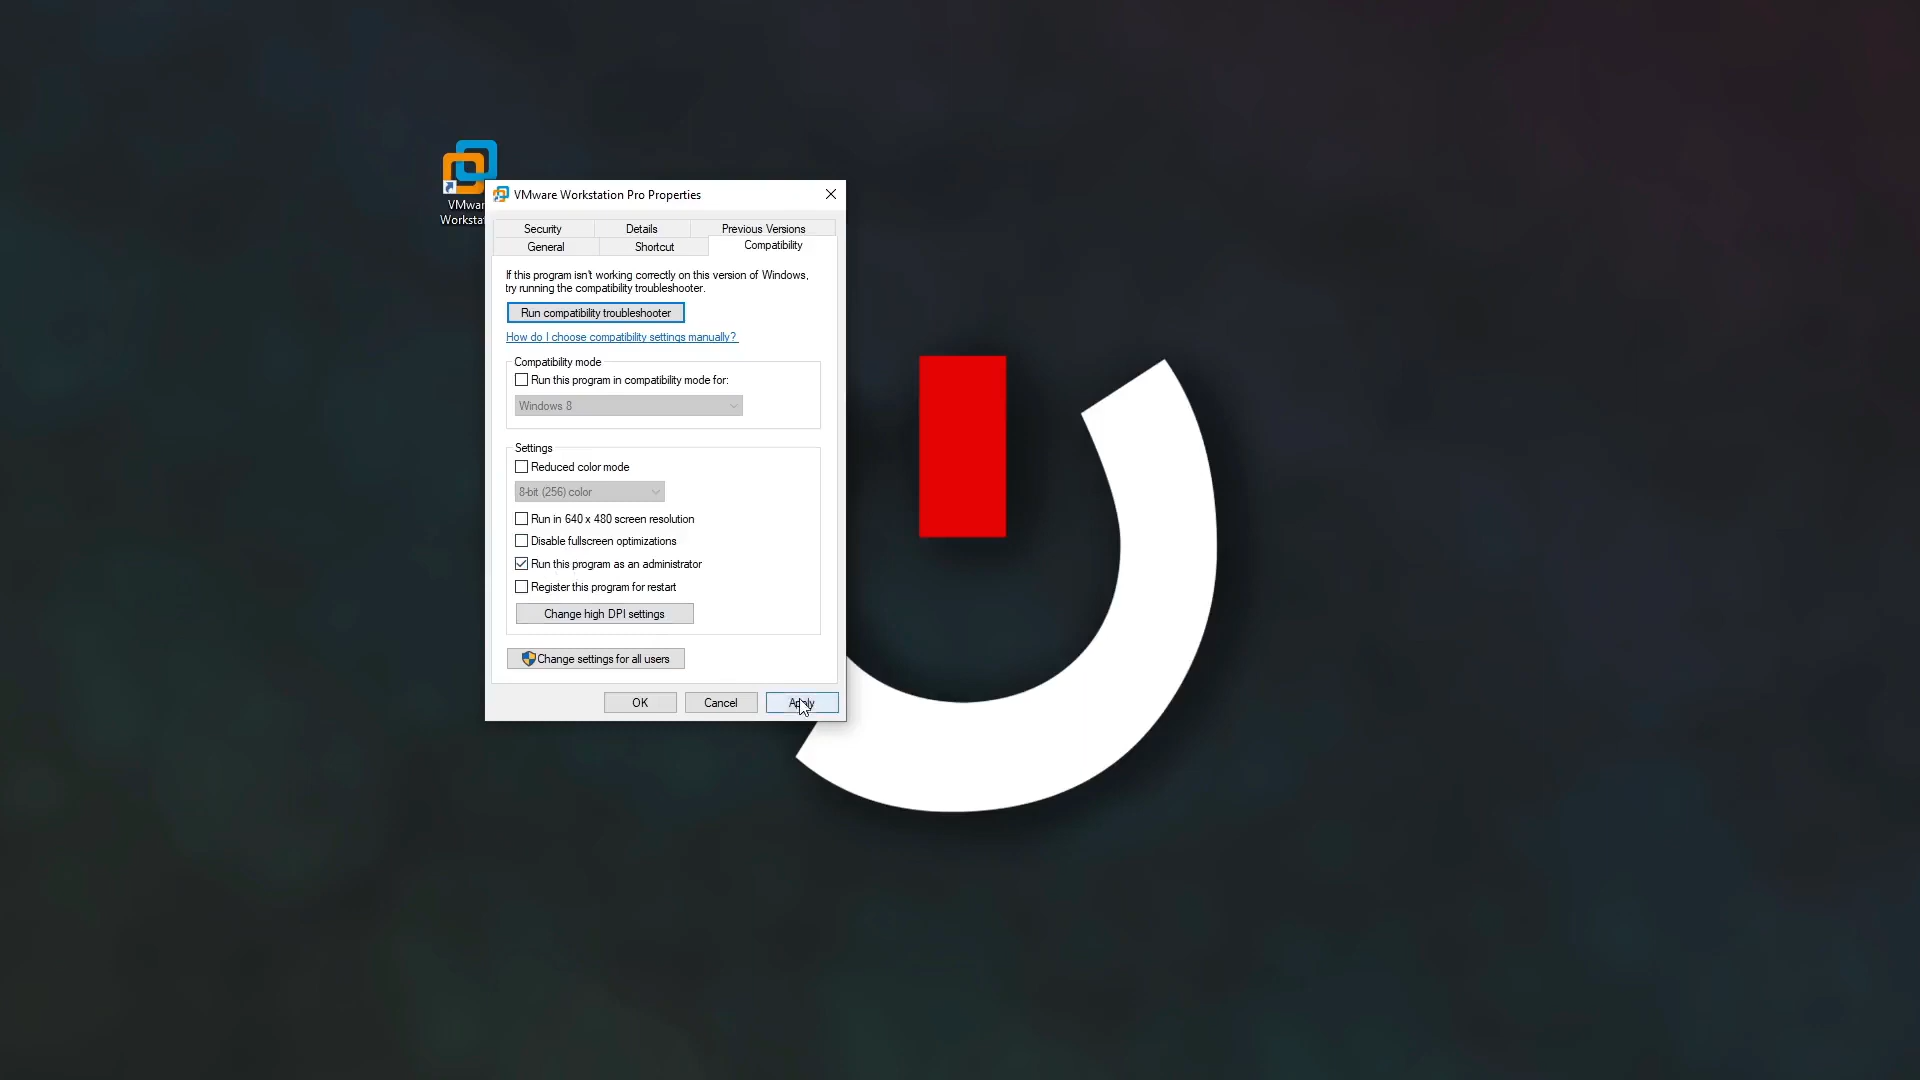 VMware Workstation Pro Properties
Security
Details
Previous Versions
General
Shortcut
Compatibility
If this program isn't working correctly on this version of Windows,
try running the compatibility troubleshooter.
Run compatibility troubleshooter
How do I choose compatibility settings manually?
Compatibility mode
Run this program in compatibility mode for:
Windows 8
Settings
Reduced color mode
8-bit (256) color
Run in 640 x 480 screen resolution
Disable fullscreen optimizations
Run this program as an administrator
Register this program for restart
Change high DPI settings
Change settings for all users
OK
Cancel
Apply